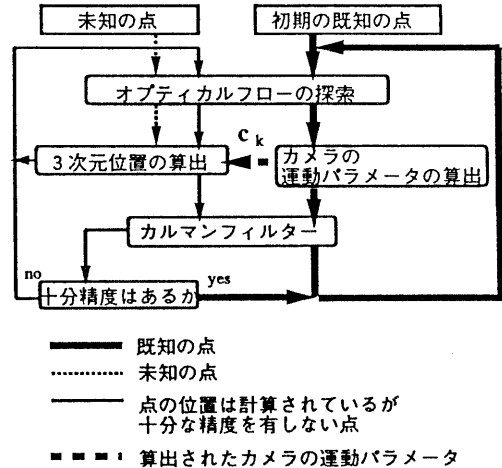 未知の点
初期の既知の点
オプティカルフローの探索
c k
3次元位置の算出
カメラの
運動パラメータの算出
カルマンフィルター
no
yes
十分精度はあるか
既知の点
未知の点
点の位置は計算されているが
十分な精度を有しない点
算出されたカメラの運動パラメータ